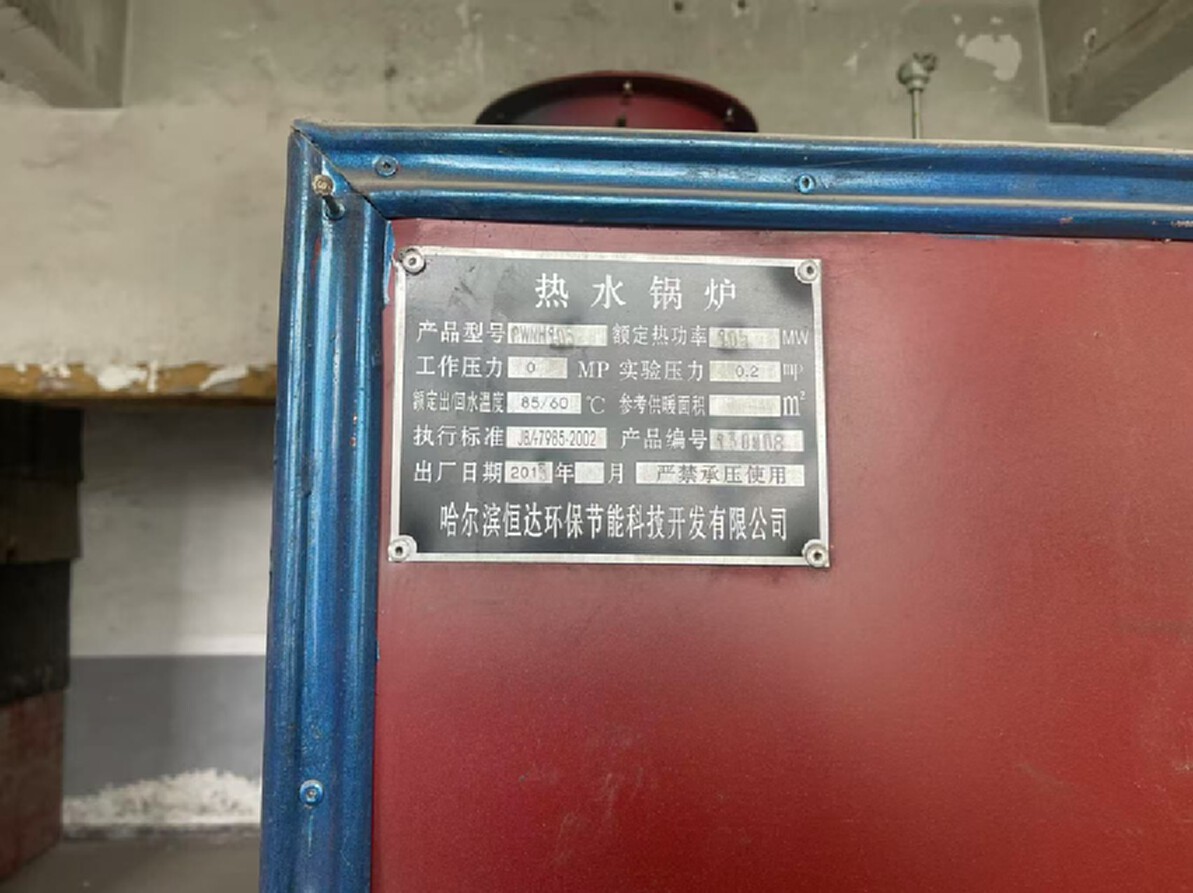 热水锅炉
产品型号 额定热功率 MW
工作压力 0 MP 实验压力 0.2 mp
额定出/回水温度 85/60 ℃ 参考供暖面积 m²
执行标准 JB/47985-2002 产品编号
出厂日期 年 月 严禁承压使用
哈尔滨恒达环保节能科技开发有限公司